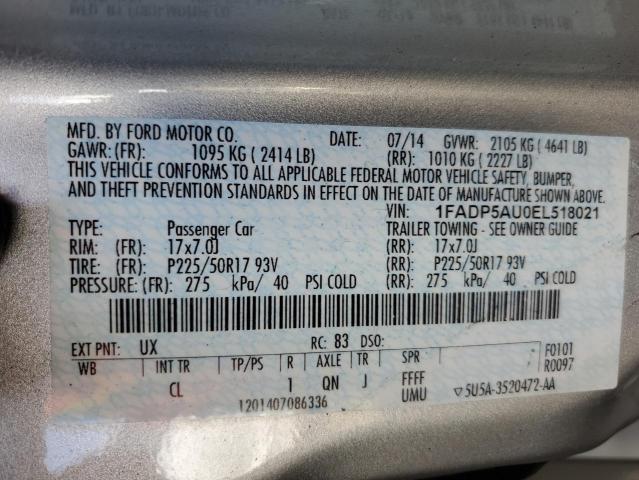 MFD. BY FORD MOTOR CO. DATE: 07/14 GVWR: 2105 KG ( 4641 LB)
GAWR: (FR): 1095 KG ( 2414 LB) (RR): 1010 KG ( 2227 LB)
THIS VEHICLE CONFORMS TO ALL APPLICABLE FEDERAL MOTOR VEHICLE SAFETY, BUMPER,
AND THEFT PREVENTION STANDARDS IN EFFECT ON THE DATE OF MANUFACTURE SHOWN ABOVE.
VIN: 1FADP5AU0EL518021
TYPE: Passenger Car TRAILER TOWING - SEE OWNER GUIDE
RIM: (FR): 17x7.0J (RR): 17x7.0J
TIRE: (FR): P225/50R17 93V (RR): P225/50R17 93V
PRESSURE: (FR): 275 kPa/ 40 PSI COLD (RR): 275 kPa/ 40 PSI COLD
EXT PNT: UX RC: 83 DSO: F0101
WB INT TR TP/PS R AXLE TR SPR R0097
CL 1 QN J FFFF
UMU ▽5U5A-3520472-AA
1201407086336